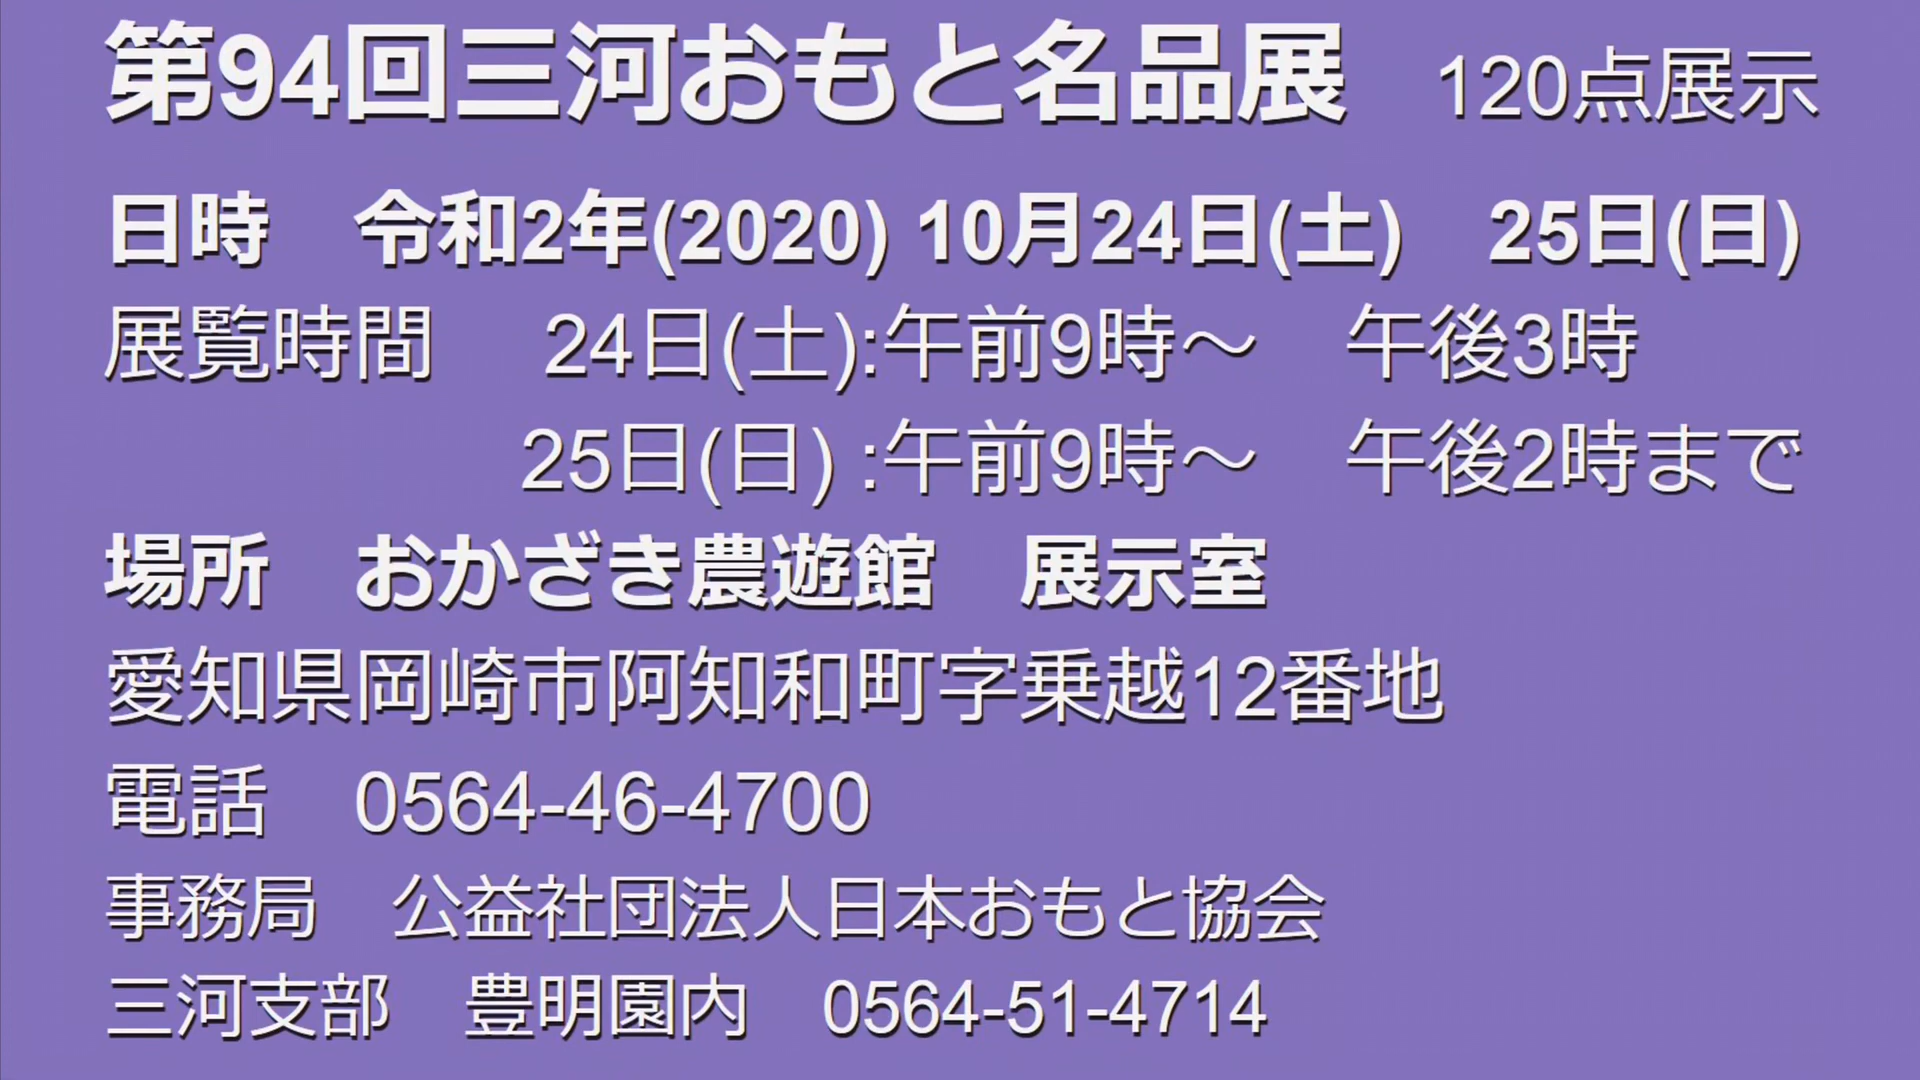 第94回三河おもと名品展　120点展示
日時　令和2年(2020) 10月24日(土)　25日(日)
展覧時間　24日(土):午前9時～　午後3時
25日(日) :午前9時～　午後2時まで
場所　おかざき農遊館　展示室
愛知県岡崎市阿知和町字乗越12番地
電話　0564-46-4700
事務局　公益社団法人日本おもと協会
三河支部　豊明園内　0564-51-4714